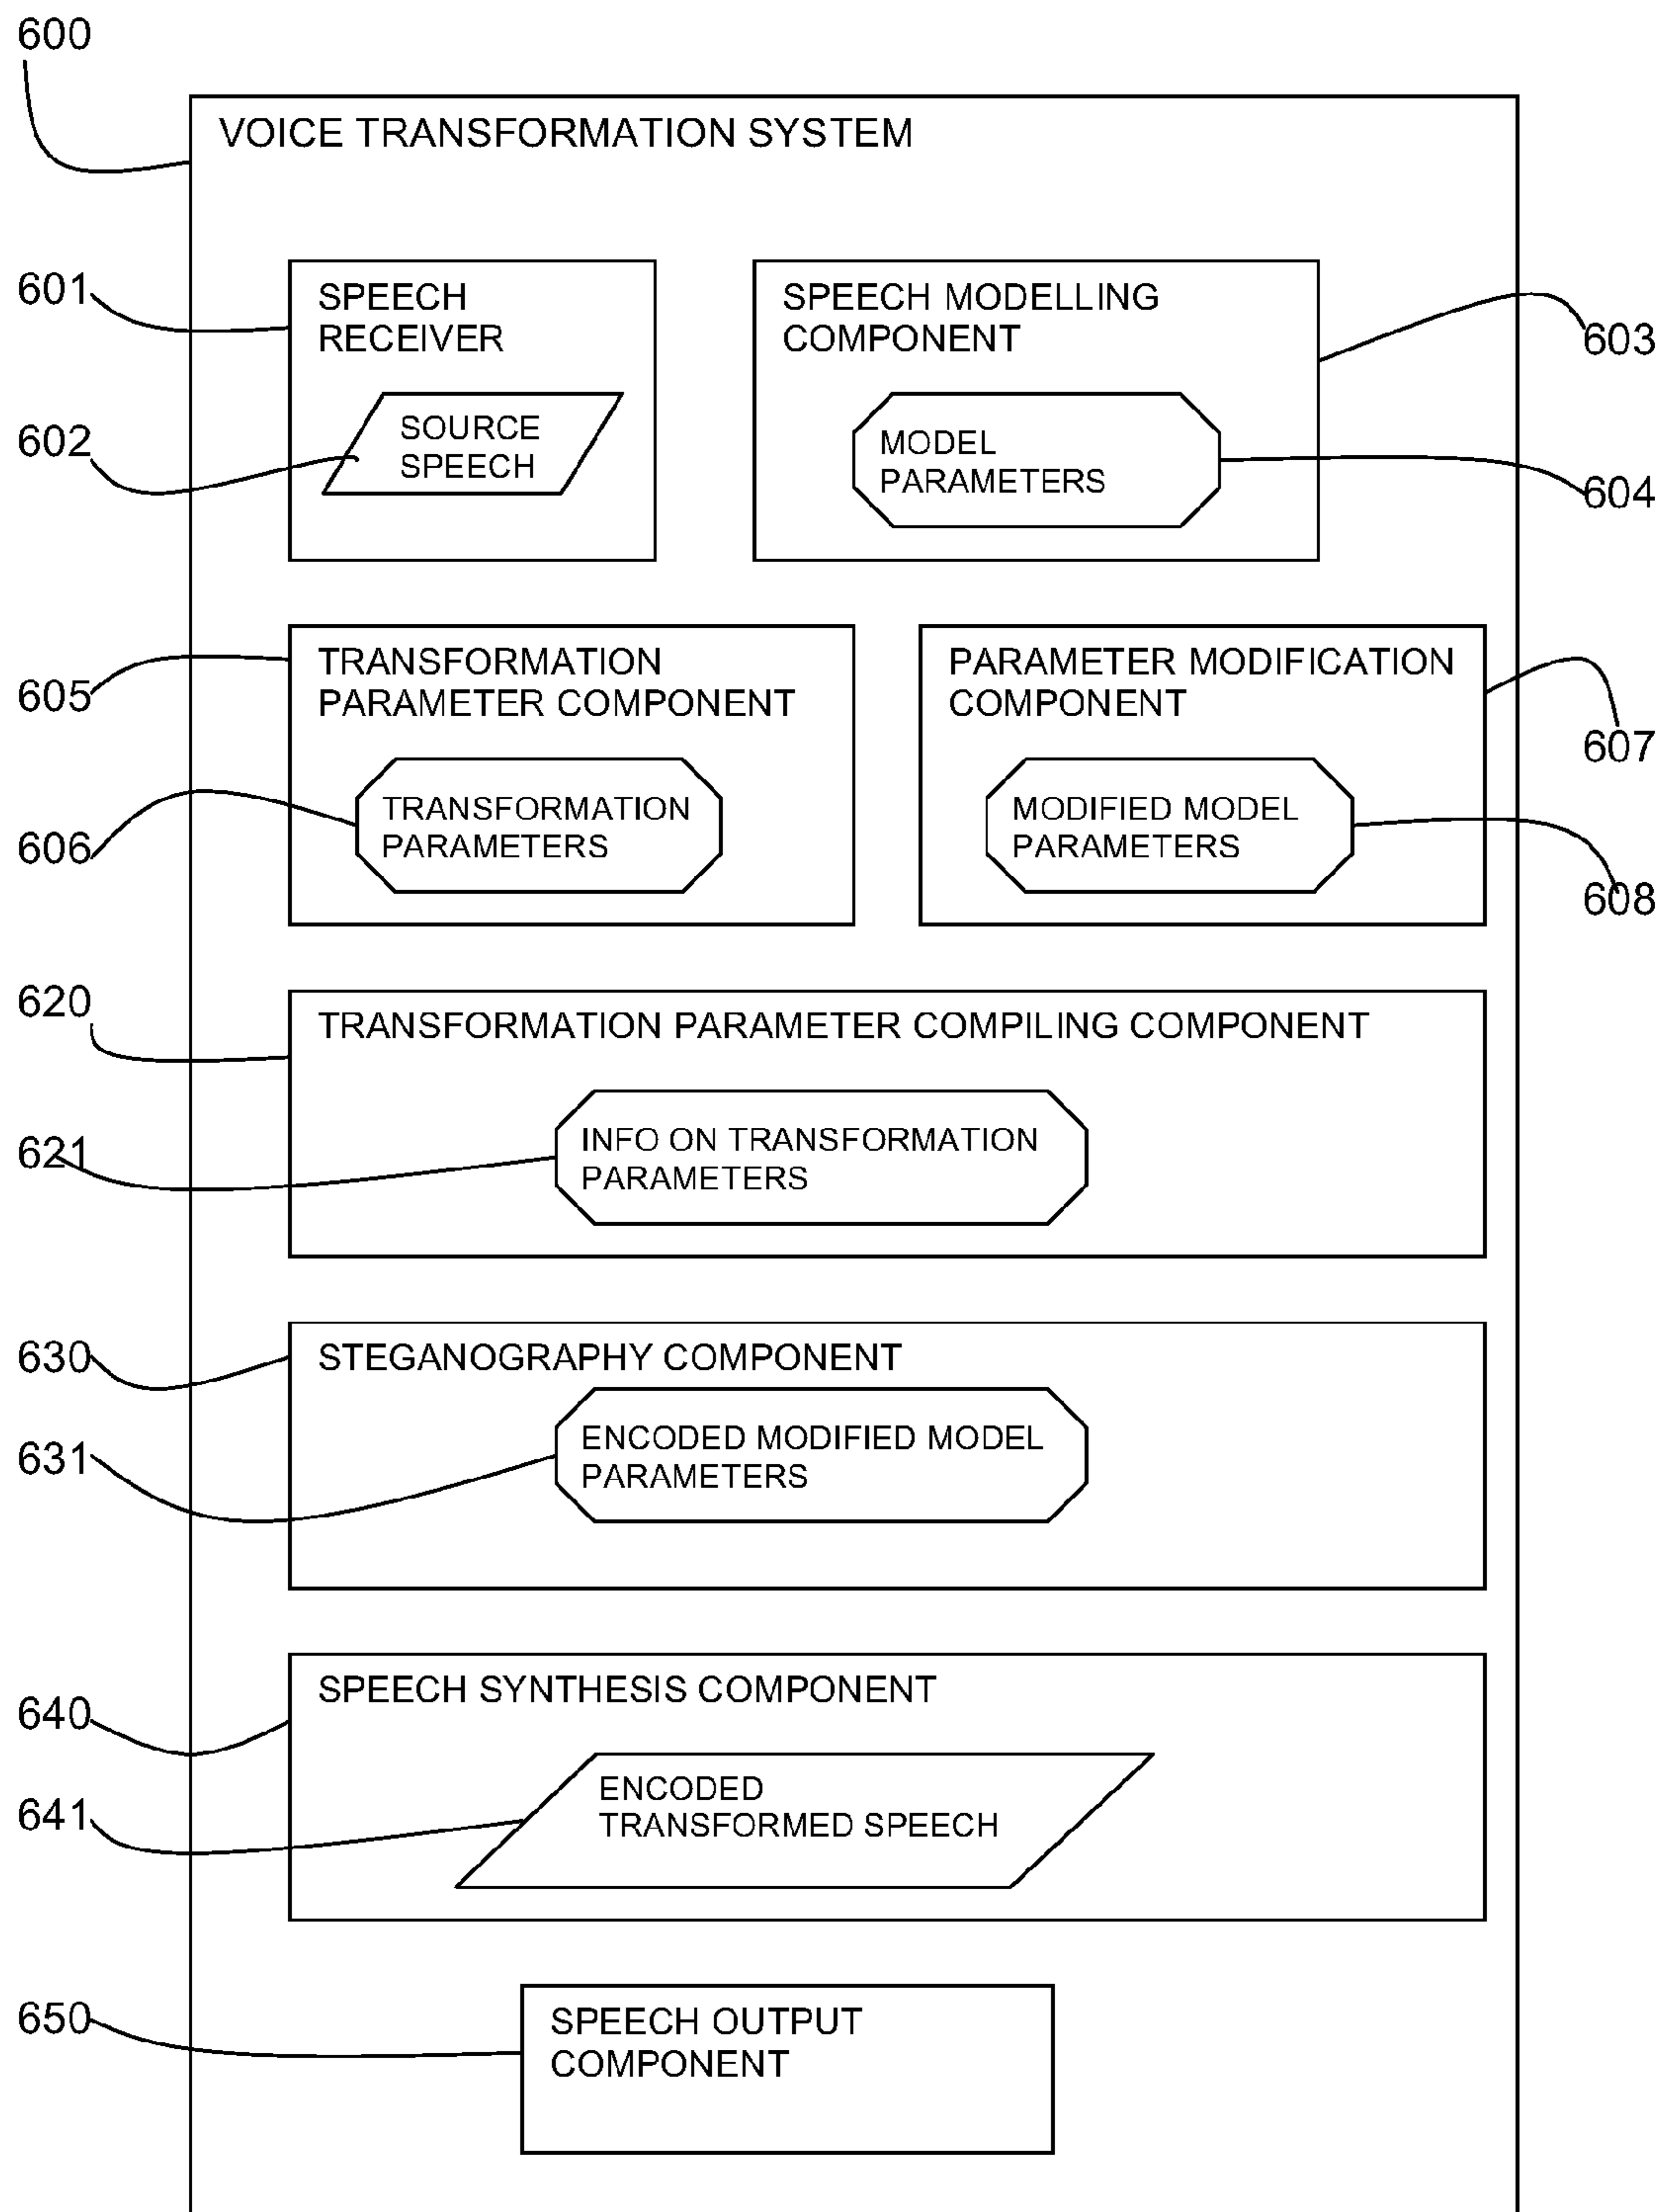 600
VOICE TRANSFORMATION SYSTEM
601
SPEECH
RECEIVER
SPEECH MODELLING
COMPONENT
603
602
SOURCE
SPEECH
MODEL
PARAMETERS
604
605
TRANSFORMATION
PARAMETER COMPONENT
PARAMETER MODIFICATION
COMPONENT
607
606
TRANSFORMATION
PARAMETERS
MODIFIED MODEL
PARAMETERS
608
620
TRANSFORMATION PARAMETER COMPILING COMPONENT
621
INFO ON TRANSFORMATION
PARAMETERS
630
STEGANOGRAPHY COMPONENT
631
ENCODED MODIFIED MODEL
PARAMETERS
640
SPEECH SYNTHESIS COMPONENT
641
ENCODED
TRANSFORMED SPEECH
650
SPEECH OUTPUT
COMPONENT